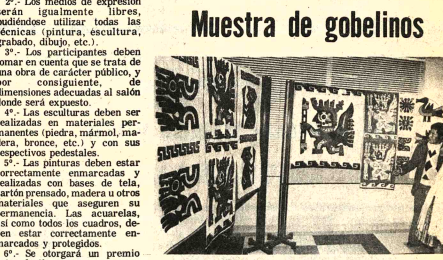 2º.- Los medios de expresión
serán igualmente libres,
pudiéndose utilizar todas las
técnicas (pintura, escultura,
grabado, dibujo, etc.).
3º.- Los participantes deben
tomar en cuenta que se trata de
una obra de carácter público, y
por consiguiente, de
dimensiones adecuadas al salón
donde será expuesto.
4º.- Las esculturas deben ser
realizadas en materiales per-
manentes (piedra, mármol, ma-
dera, bronce, etc.) y con sus
respectivos pedestales.
5º.- Las pinturas deben estar
correctamente enmarcadas y
realizadas con bases de tela,
cartón prensado, madera u otros
materiales que aseguren su
permanencia. Las acuarelas,
así como todos los cuadros, de-
ben estar correctamente en-
marcados y protegidos.
6º.- Se otorgará un premio
Muestra de gobelinos